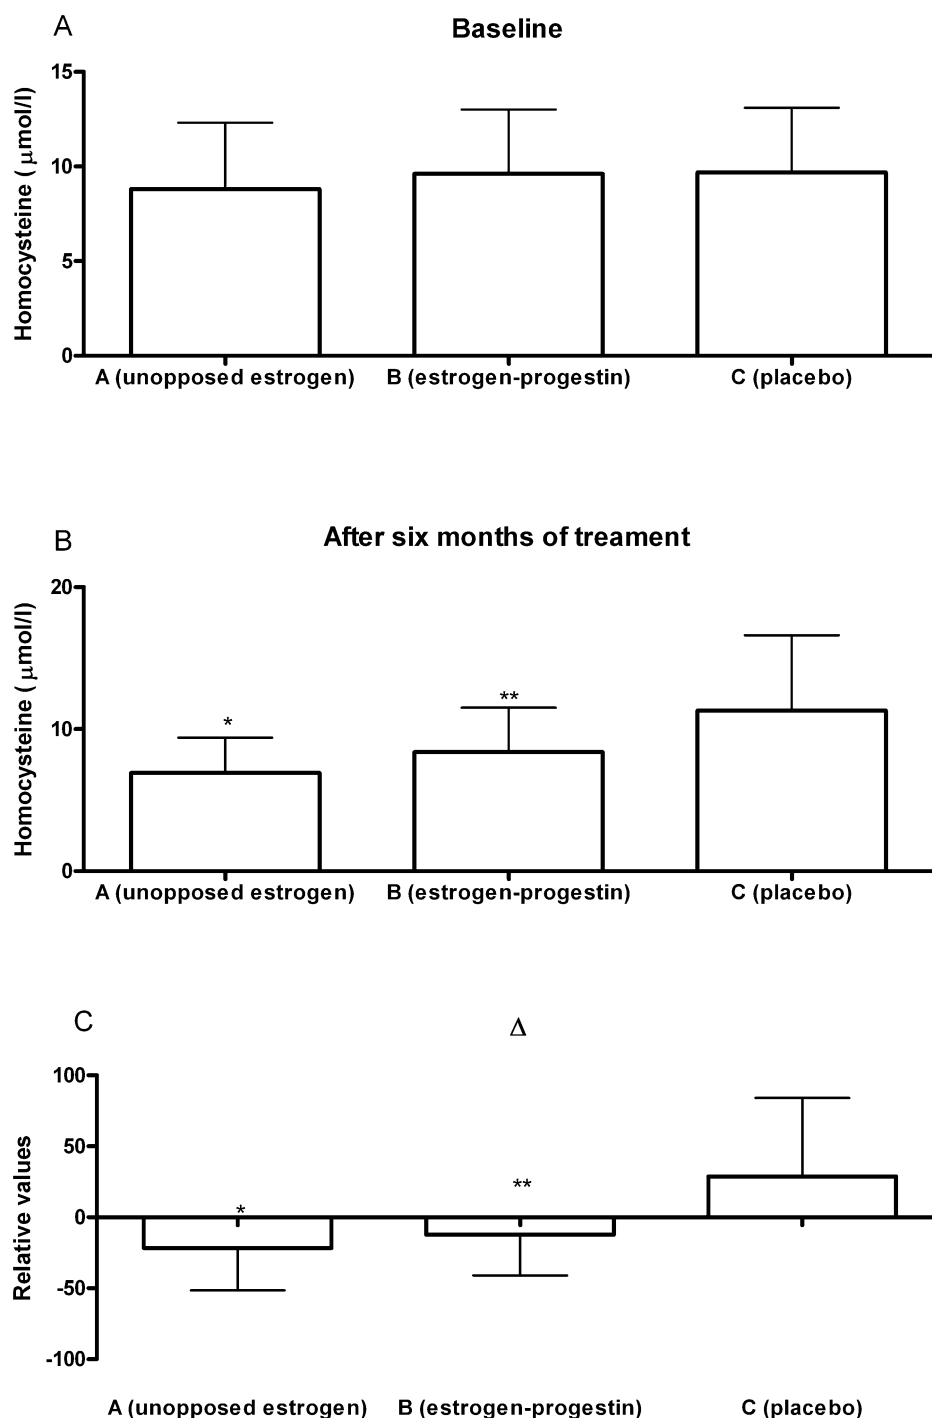 A
Baseline
Homocysteine ( μmol/l)
15
10
5
0
A (unopposed estrogen)
B (estrogen-progestin)
C (placebo)
B
After six months of treament
Homocysteine ( μmol/l)
20
10
0
*
**
A (unopposed estrogen)
B (estrogen-progestin)
C (placebo)
C
Δ
Relative values
100
50
0
-50
-100
*
**
A (unopposed estrogen)
B (estrogen-progestin)
C (placebo)